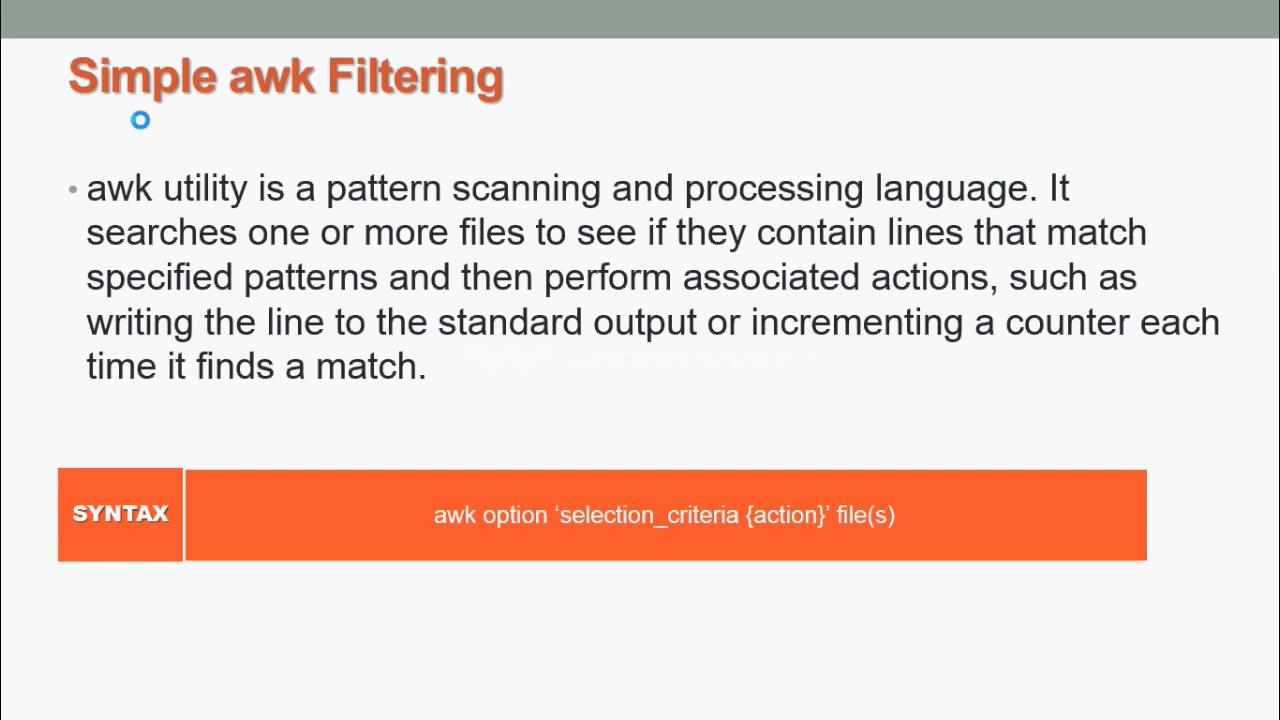 Simple awk Filtering
• awk utility is a pattern scanning and processing language. It
searches one or more files to see if they contain lines that match
specified patterns and then perform associated actions, such as
writing the line to the standard output or incrementing a counter each
time it finds a match.
SYNTAX
awk option ‘selection_criteria {action}’ file(s)